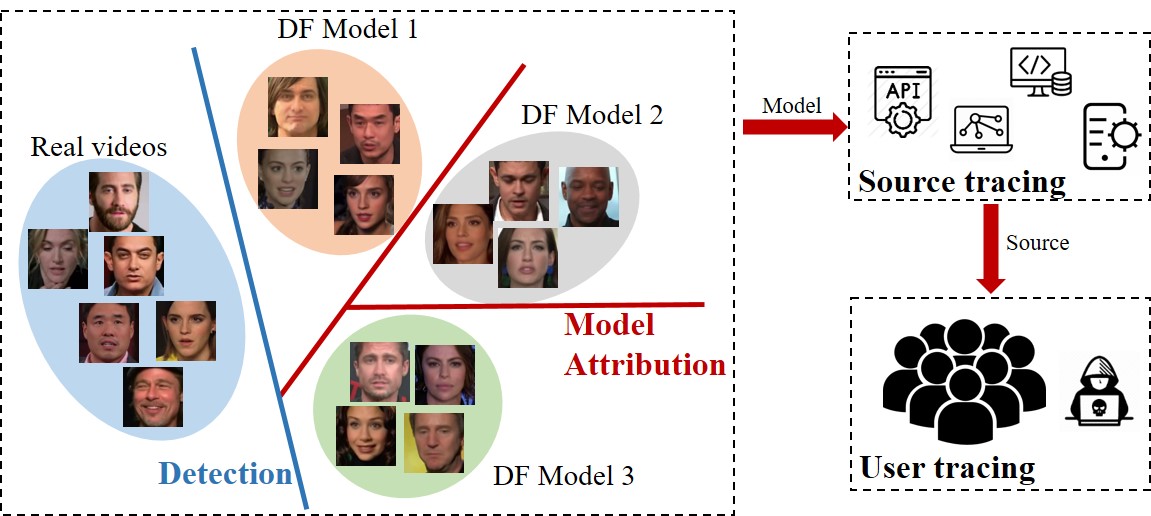 DF Model 1
DF Model 2
Real videos
Detection
Model
Attribution
DF Model 3
Model
API
</>
Source tracing
Source
User tracing